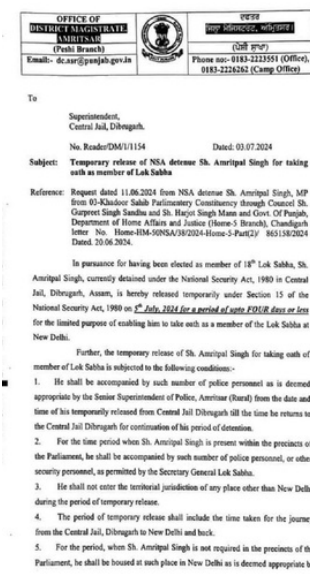 OFFICE OF
DISTRICT MAGISTRATE,
AMRITSAR
(Peshi Branch)
Email:- dc.asr@punjab.gov.in
ਦਫਤਰ
ਜਿਲਾ ਮੈਜਿਸਟਰੇਟ, ਅੰਮ੍ਰਿਤਸਰ।
(ਪੇਸ਼ੀ ਸ਼ਾਖਾ)
Phone no:- 0183-2223551 (Office),
0183-2226262 (Camp Office)
To
Superintendent,
Central Jail, Dibrugarh.
No. Reader/DM/1/1154 Dated: 03.07.2024
Subject: Temporary release of NSA detenue Sh. Amritpal Singh for taking
oath as member of Lok Sabha
Reference: Request dated 11.06.2024 from NSA detenue Sh. Amritpal Singh, MP
from 03-Khadoor Sahib Parlimentery Constituency through Councel Sh.
Gurpreet Singh Sandhu and Sh. Harjot Singh Mann and Govt. Of Punjab,
Department of Home Affairs and Justice (Home-5 Branch), Chandigarh
letter No. Home-HM-50NSA/38/2024-Home-5-Part(2)/ 865158/2024
Dated. 20.06.2024.
In pursuance for having been elected as member of 18th Lok Sabha, Sh.
Amritpal Singh, currently detained under the National Security Act, 1980 in Central
Jail, Dibrugarh, Assam, is hereby released temporarily under Section 15 of the
National Security Act, 1980 on 5th July, 2024 for a period of upto FOUR days or less
for the limited purpose of enabling him to take oath as a member of the Lok Sabha at
New Delhi.
Further, the temporary release of Sh. Amritpal Singh for taking oath of
member of Lok Sabha is subjected to the following conditions:-
1. He shall be accompanied by such number of police personnel as is deemed
appropriate by the Senior Superintendent of Police, Amritsar (Rural) from the date and
time of his temporarily released from Central Jail Dibrugarh till the time he returns to
the Central Jail Dibrugarh for continuation of his period of detention.
2. For the time period when Sh. Amritpal Singh is present within the precincts of
the Parliament, he shall be accompanied by such number of police personnel, or other
security personnel, as permitted by the Secretary General Lok Sabha.
3. He shall not enter the territorial jurisdiction of any place other than New Delh
during the period of temporary release.
4. The period of temporary release shall include the time taken for the journe
from the Central Jail, Dibrugarh to New Delhi and back.
5. For the period, when Sh. Amritpal Singh is not required in the precincts of th
Parliament, he shall be housed at such place in New Delhi as is deemed appropriate b